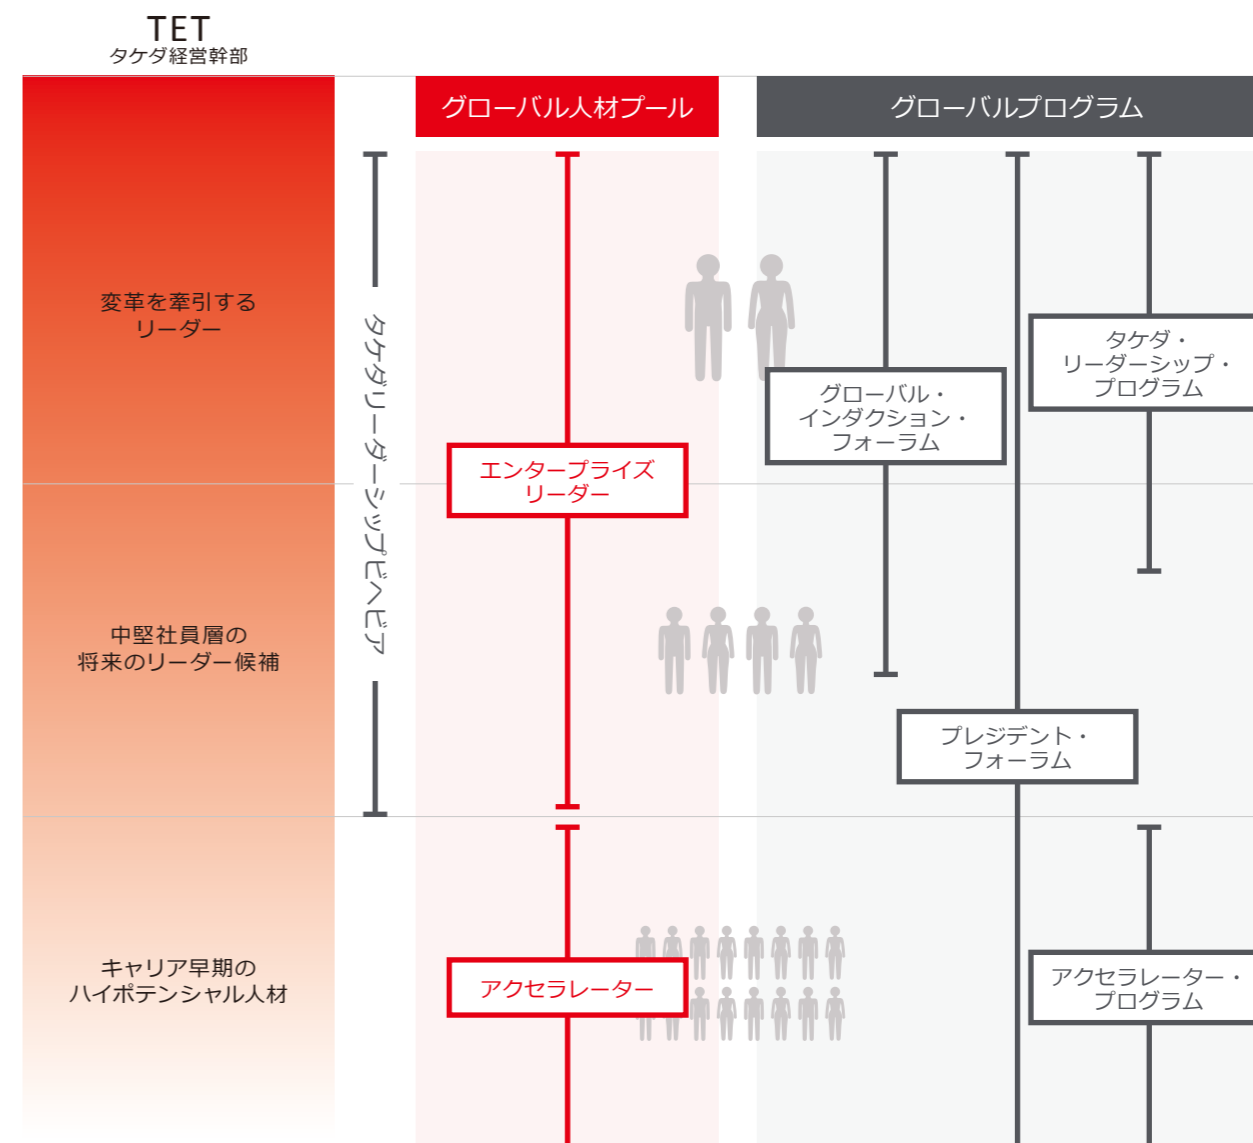 TET
タケダ経営幹部
グローバル人材プール
グローバルプログラム
変革を牽引する
リーダー
タケダリーダーシップビヘビア
タケダ・
リーダーシップ・
プログラム
グローバル・
インダクション・
フォーラム
エンタープライズ
リーダー
中堅社員層の
将来のリーダー候補
プレジデント・
フォーラム
キャリア早期の
ハイポテンシャル人材
アクセラレーター
アクセラレーター・
プログラム